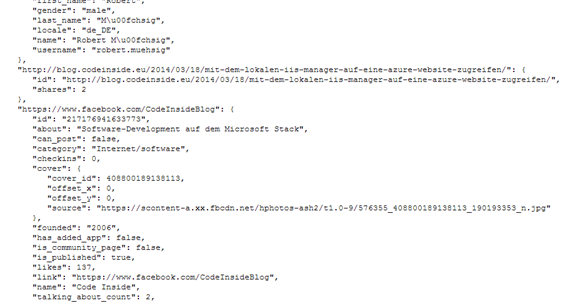 "first_name": "Robert",
"gender": "male",
"last_name": "M\u00fchsig",
"locale": "de_DE",
"name": "Robert M\u00fchsig",
"username": "robert.muehsig"
},
"http://blog.codeinside.eu/2014/03/18/mit-dem-lokalen-iis-manager-auf-eine-azure-website-zugreifen/": {
"id": "http://blog.codeinside.eu/2014/03/18/mit-dem-lokalen-iis-manager-auf-eine-azure-website-zugreifen/",
"shares": 2
},
"https://www.facebook.com/CodeInsideBlog": {
"id": "217176941633773",
"about": "Software-Development auf dem Microsoft Stack",
"can_post": false,
"category": "Internet/software",
"checkins": 0,
"cover": {
"cover_id": 408800189138113,
"offset_x": 0,
"offset_y": 0,
"source": "https://scontent-a.xx.fbcdn.net/hphotos-ash2/t1.0-9/576355_408800189138113_190193353_n.jpg"
},
"founded": "2006",
"has_added_app": false,
"is_community_page": false,
"is_published": true,
"likes": 137,
"link": "https://www.facebook.com/CodeInsideBlog",
"name": "Code Inside",
"talking_about_count": 2,